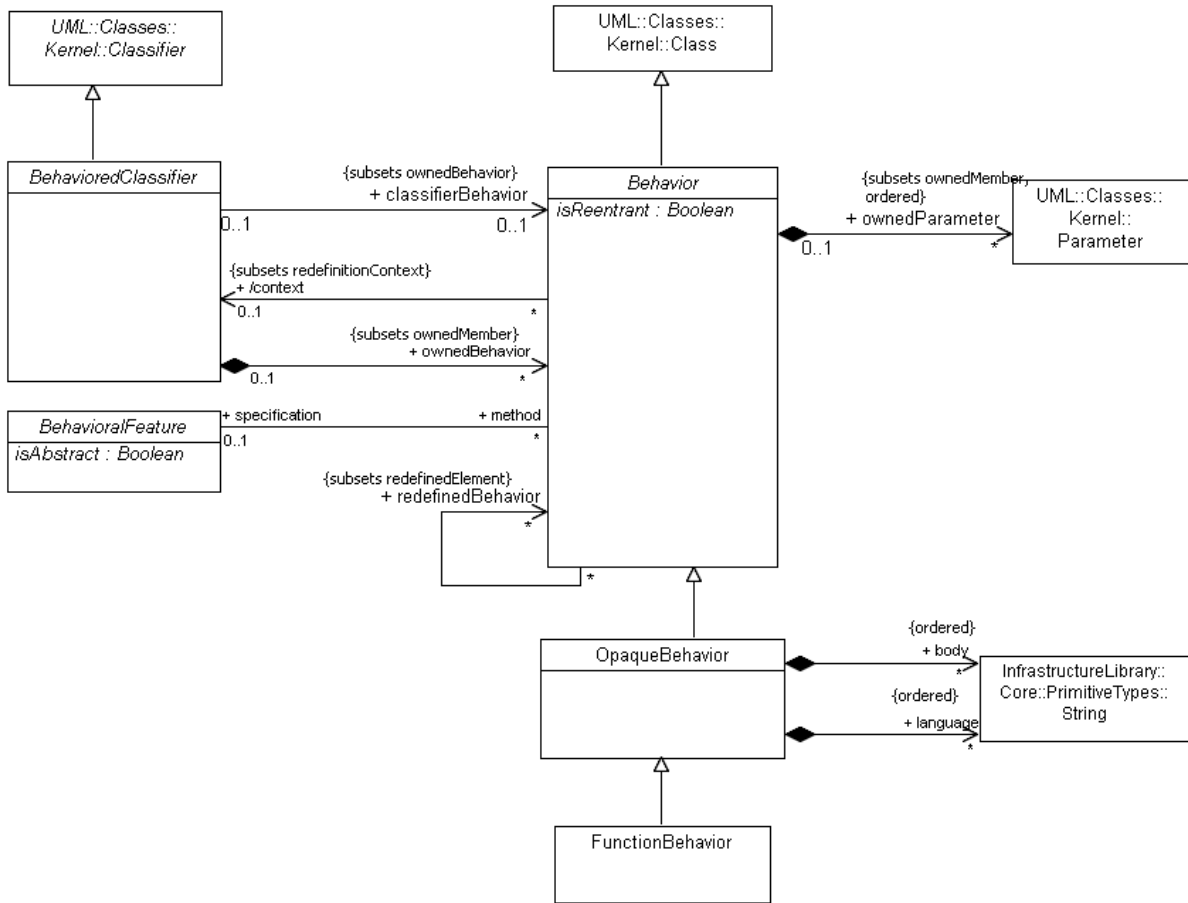 UML::Classes::
Kernel::Classifier
UML::Classes::
Kernel::Class
BehavioredClassifier
{subsets ownedBehavior}
+ classifierBehavior
0..1
0..1
Behavior
isReentrant : Boolean
{subsets ownedMember,
ordered}
+ ownedParameter
0..1
*
UML::Classes::
Kernel::
Parameter
{subsets redefinitionContext}
+ /context
0..1
*
{subsets ownedMember}
+ ownedBehavior
0..1
*
BehavioralFeature
isAbstract : Boolean
+ specification
0..1
+ method
*
{subsets redefinedElement}
+ redefinedBehavior
*
*
OpaqueBehavior
{ordered}
+ body
*
{ordered}
+ language
*
InfrastructureLibrary::
Core::PrimitiveTypes::
String
FunctionBehavior